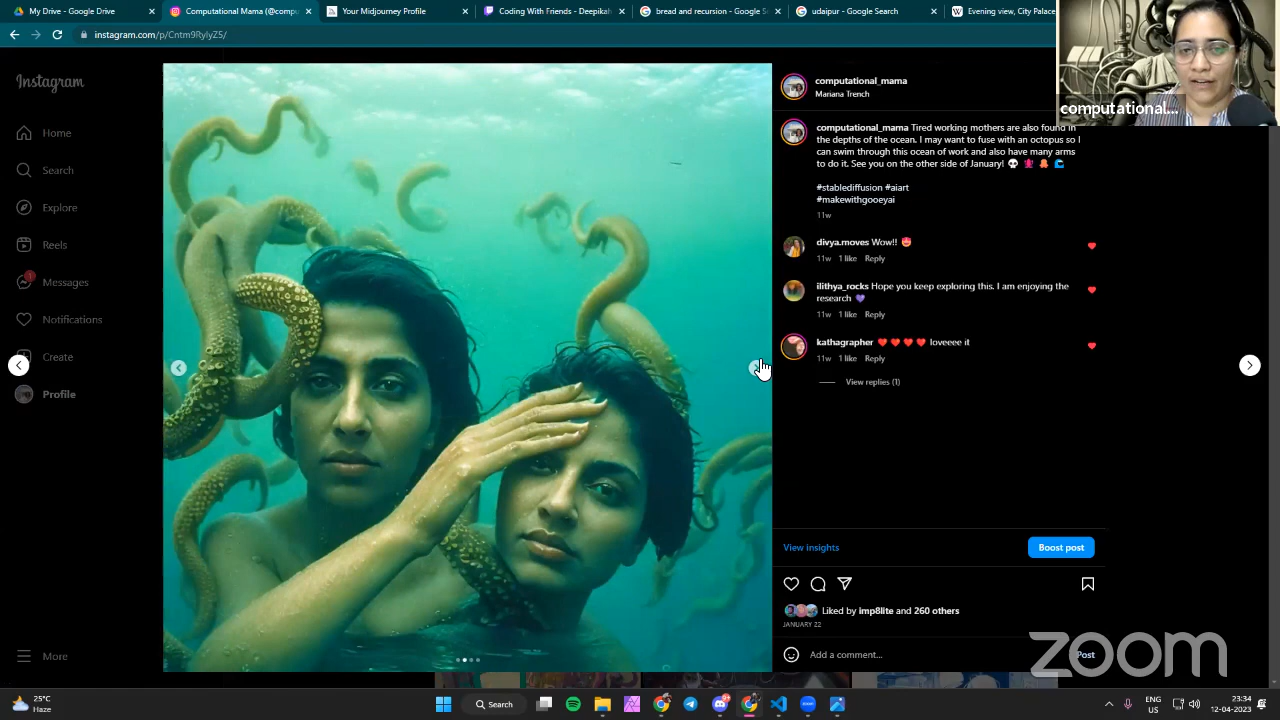 My Drive - Google Drive
Computational Mama (@compu
Your Midjourney Profile
Coding With Friends - Deepikah
bread and recursion - Google S
udaipur - Google Search
Evening view, City Palace
instagram.com/p/Cntm9RylyZ5/
Instagram
Home
Search
Explore
Reels
1
Messages
Notifications
Create
Profile
More
computational_mama
Mariana Trench
computational_mama Tired working mothers are also found in
the depths of the ocean. I may want to fuse with an octopus so I
can swim through this ocean of work and also have many arms
to do it. See you on the other side of January! 💀 🐙 🌊
#stablediffusion #aiart
#makewithgooeyai
11w
divya.moves Wow!! 😍
11w 1 like Reply
ilithya_rocks Hope you keep exploring this. I am enjoying the
research 💜
11w 1 like Reply
kathagrapher ❤️ ❤️ ❤️ ❤️ loveeee it
11w 1 like Reply
View replies (1)
View insights
Boost post
Liked by imp8lite and 260 others
JANUARY 22
Add a comment...
Post
computational...
zoom
25°C
Haze
Search
ENG
US
23:34
12-04-2023